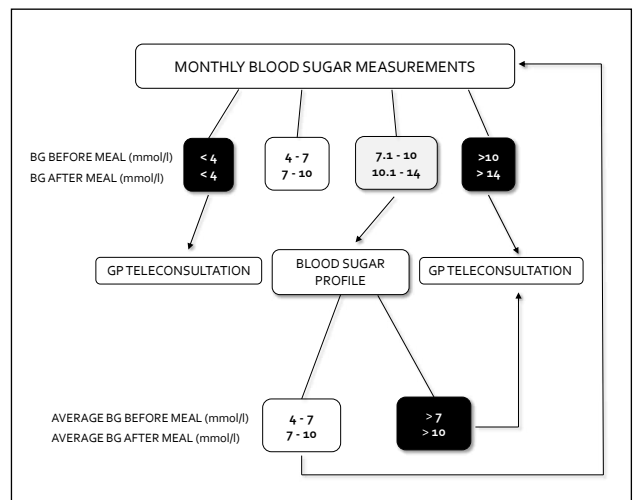 MONTHLY BLOOD SUGAR MEASUREMENTS
BG BEFORE MEAL (mmol/l)
BG AFTER MEAL (mmol/l)
< 4
< 4
4 - 7
7 - 10
7.1 - 10
10.1 - 14
>10
> 14
GP TELECONSULTATION
BLOOD SUGAR
PROFILE
GP TELECONSULTATION
AVERAGE BG BEFORE MEAL (mmol/l)
AVERAGE BG AFTER MEAL (mmol/l)
4 - 7
7 - 10
> 7
> 10